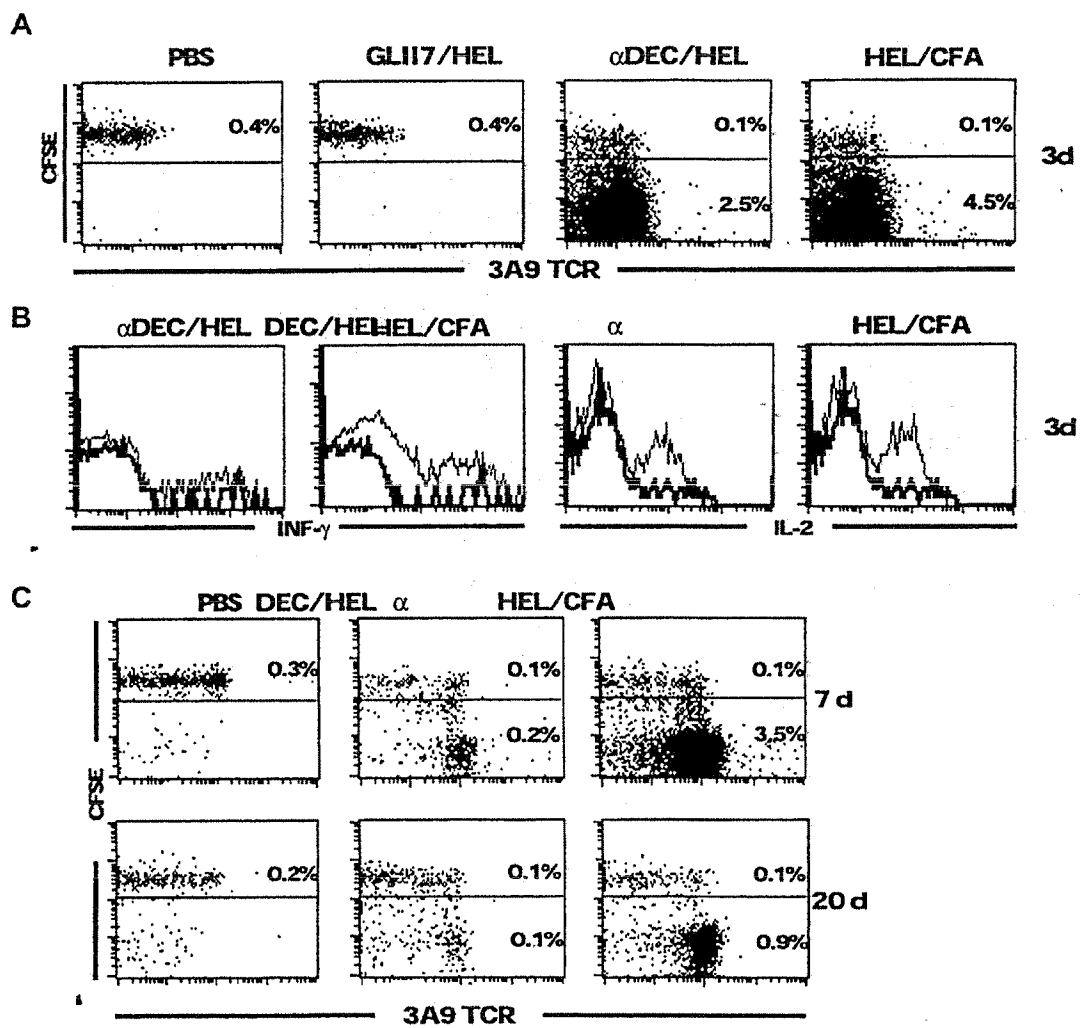 A
PBS GL117/HEL αDEC/HEL HEL/CFA
0.4% 0.4% 0.1% 0.1%
CFSE
3d
2.5% 4.5%
3A9 TCR
B
αDEC/HEL DEC/HELHEL/CFA α HEL/CFA
3d
INF-γ IL-2
C
PBS DEC/HEL α HEL/CFA
0.3% 0.1% 0.1%
7 d
0.2% 3.5%
CFSE
0.2% 0.1% 0.1%
20 d
0.1% 0.9%
3A9 TCR